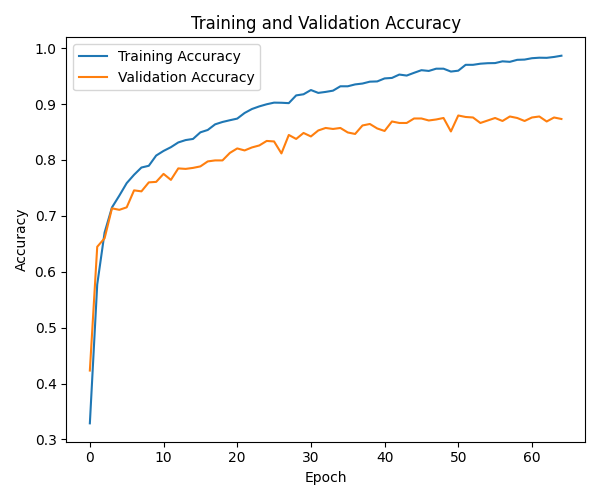 Training and Validation Accuracy
Training Accuracy
Validation Accuracy
1.0
0.9
0.8
0.7
0.6
0.5
0.4
0.3
Accuracy
0 10 20 30 40 50 60
Epoch